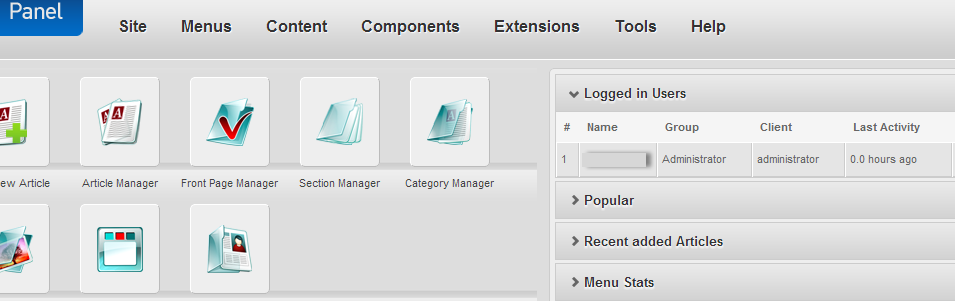 Panel
Site Menus Content Components Extensions Tools Help
Logged in Users
# Name Group Client Last Activity
1 Administrator administrator 0.0 hours ago
Article Article Manager Front Page Manager Section Manager Category Manager
Popular
Recent added Articles
Menu Stats